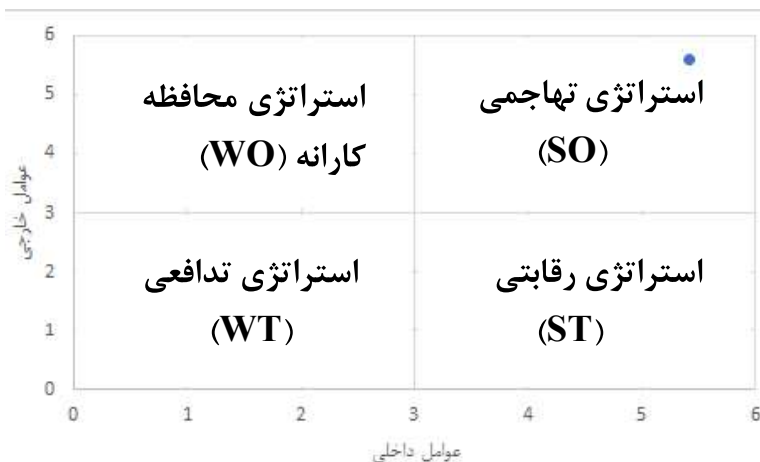 6
5
4
3
2
1
0
عوامل خارجی
استراتژی محافظه
کارانه (WO)
استراتژی تهاجمی
(SO)
استراتژی تدافعی
(WT)
استراتژی رقابتی
(ST)
0 1 2 3 4 5 6
عوامل داخلی